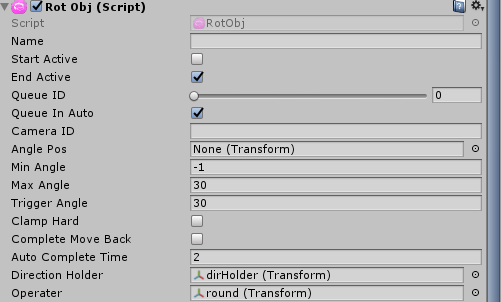 Rot Obj (Script)
Script RotObj
Name
Start Active
End Active
Queue ID 0
Queue In Auto
Camera ID
Angle Pos None (Transform)
Min Angle -1
Max Angle 30
Trigger Angle 30
Clamp Hard
Complete Move Back
Auto Complete Time 2
Direction Holder dirHolder (Transform)
Operater round (Transform)